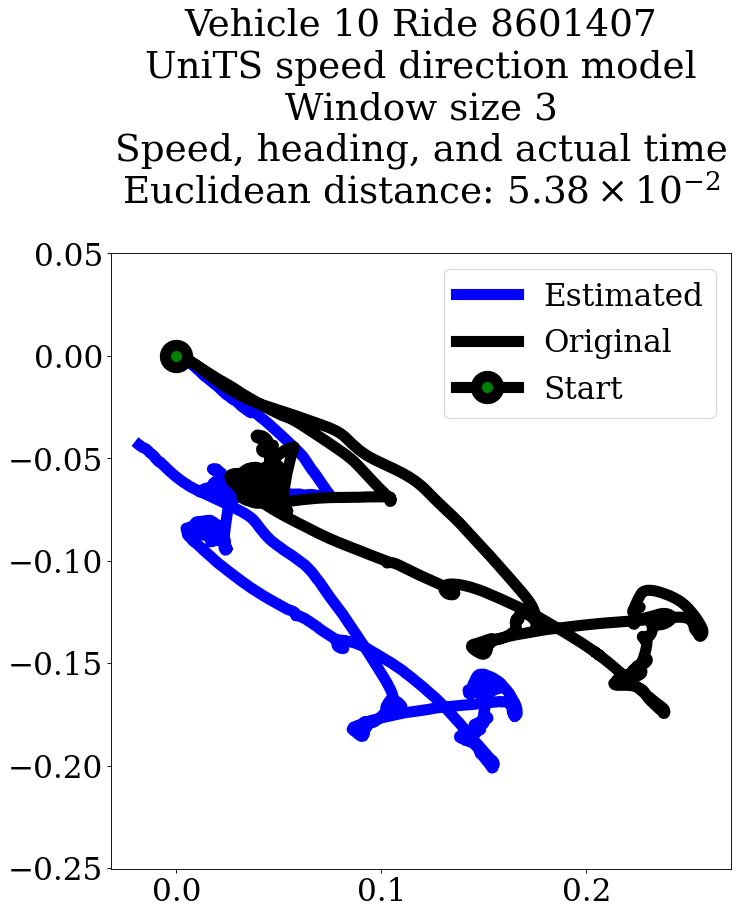 Vehicle 10 Ride 8601407
UniTS speed direction model
Window size 3
Speed, heading, and actual time
Euclidean distance: 5.38 × 10⁻²
Estimated
Original
Start
0.05
0.00
−0.05
−0.10
−0.15
−0.20
−0.25
0.0 0.1 0.2